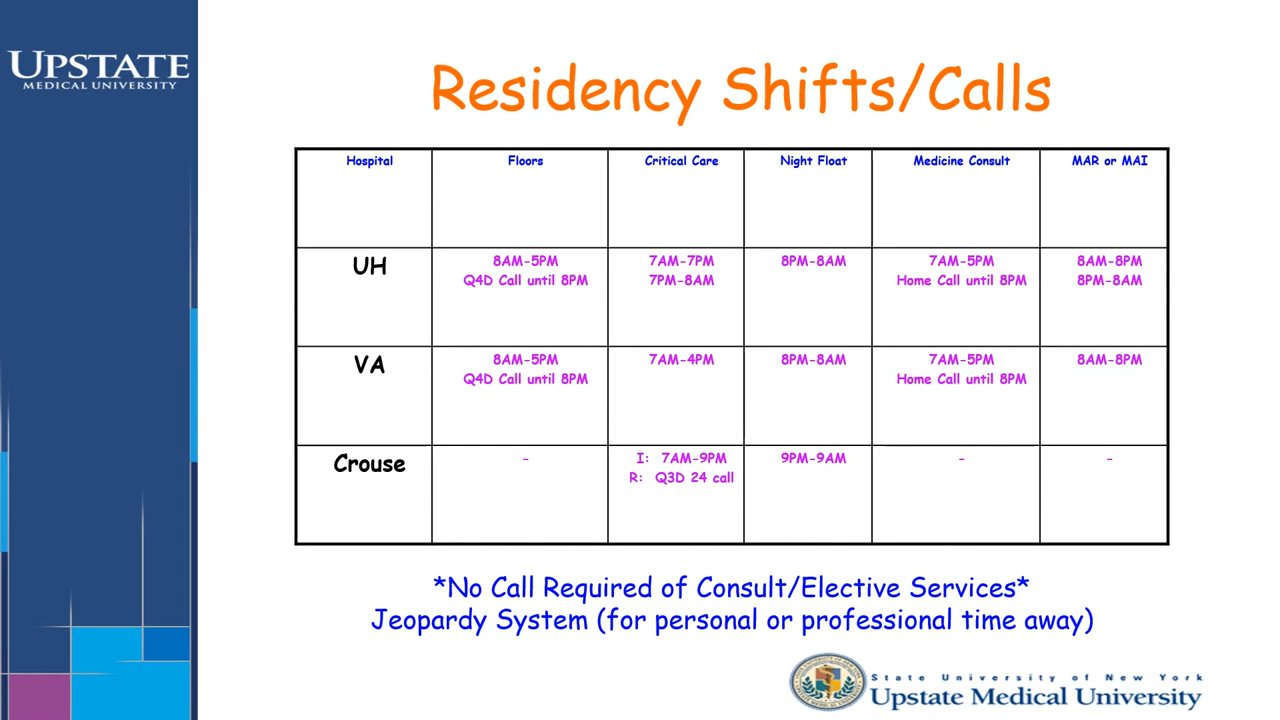 UPSTATE
MEDICAL UNIVERSITY
Residency Shifts/Calls
Hospital Floors Critical Care Night Float Medicine Consult MAR or MAI
UH 8AM-5PM 7AM-7PM 8PM-8AM 7AM-5PM 8AM-8PM
Q4D Call until 8PM 7PM-8AM Home Call until 8PM 8PM-8AM
VA 8AM-5PM 7AM-4PM 8PM-8AM 7AM-5PM 8AM-8PM
Q4D Call until 8PM Home Call until 8PM
Crouse - I: 7AM-9PM 9PM-9AM - -
R: Q3D 24 call
*No Call Required of Consult/Elective Services*
Jeopardy System (for personal or professional time away)
State University of New York
Upstate Medical University